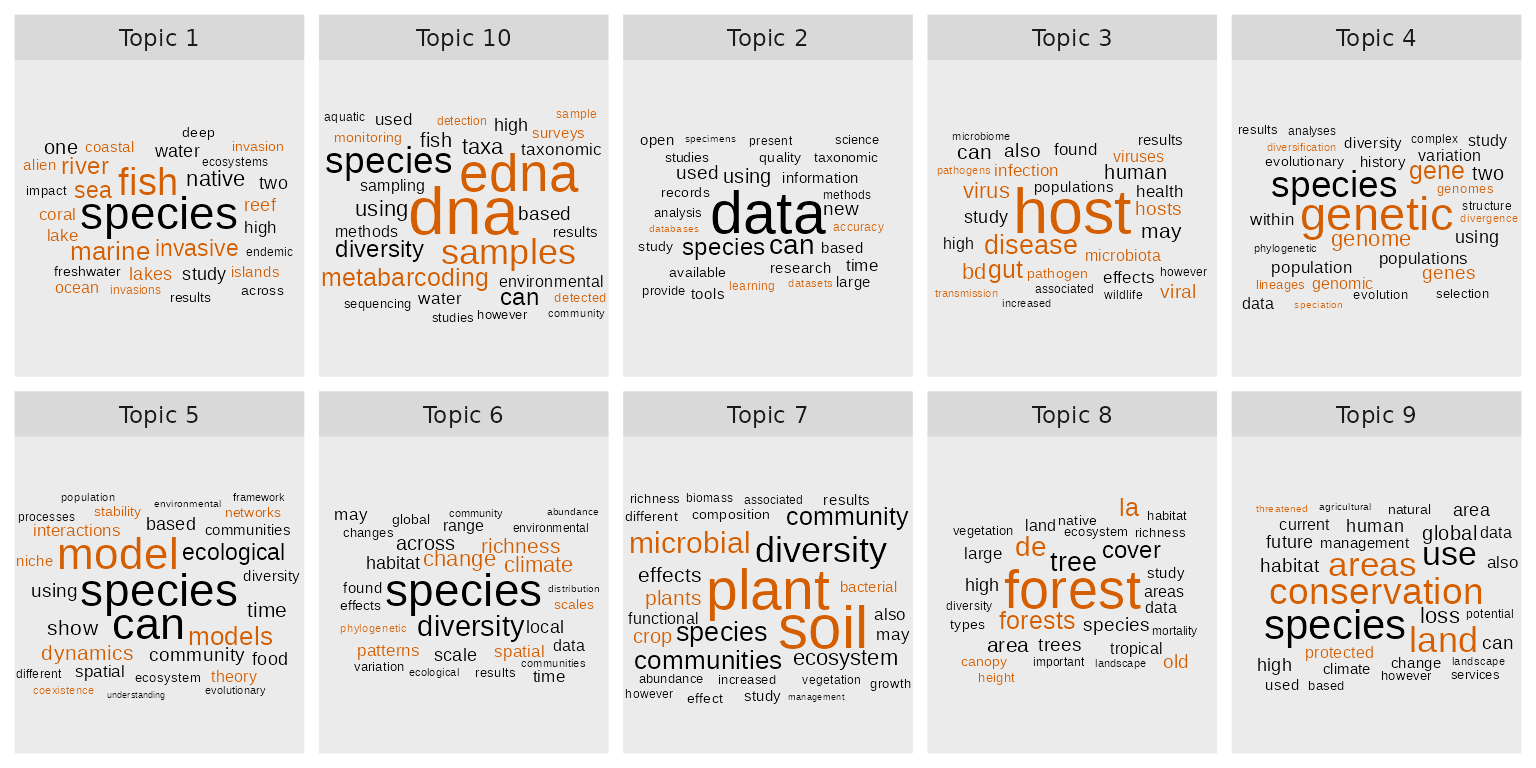 Topic 1
deep
one coastal water invasion
alien river ecosystems
impact sea fish native two
coral species reef
lake high
marine invasive endemic
freshwater lakes study islands
ocean invasions results across
Topic 10
aquatic used detection high sample
monitoring fish taxa surveys
species edna taxonomic
sampling
using dna based
methods results
diversity samples
metabarcoding environmental
sequencing water can detected
studies however community
Topic 2
open specimens present science
studies quality taxonomic
used using information
records methods
analysis data new
databases accuracy
study species can based
available research time
provide tools learning datasets large
Topic 3
microbiome results
can also found viruses
pathogens infection human
virus populations health
study host hosts
high disease may
microbiota
bd gut pathogen effects however
transmission associated wildlife viral
increased
Topic 4
results analyses complex study
diversification diversity variation
evolutionary history gene two
species genomes
within genetic structure
divergence
phylogenetic genome using
population populations
lineages genomic genes
data speciation evolution selection
Topic 5
population environmental framework
processes stability based networks
interactions communities
niche model ecological
using species diversity
time
show can models
dynamics community food
different spatial ecosystem theory
coexistence understanding evolutionary
Topic 6
may global community abundance
changes range environmental
across richness
habitat change climate
found species distribution
effects scales
phylogenetic diversity local
patterns scale spatial data
variation ecological results communities
time
Topic 7
richness biomass associated results
different composition community
microbial diversity
effects plant bacterial
plants
functional soil also
crop species may
communities ecosystem
abundance increased vegetation growth
however effect study management
Topic 8
la habitat
vegetation land native
ecosystem richness
large de tree cover
high forest study
areas
diversity data
types forests species mortality
area trees tropical
canopy important landscape old
height
Topic 9
threatened agricultural natural area
current human global data
future management
habitat areas use also
conservation
species loss potential
land can
protected
high climate change landscape
used based however services